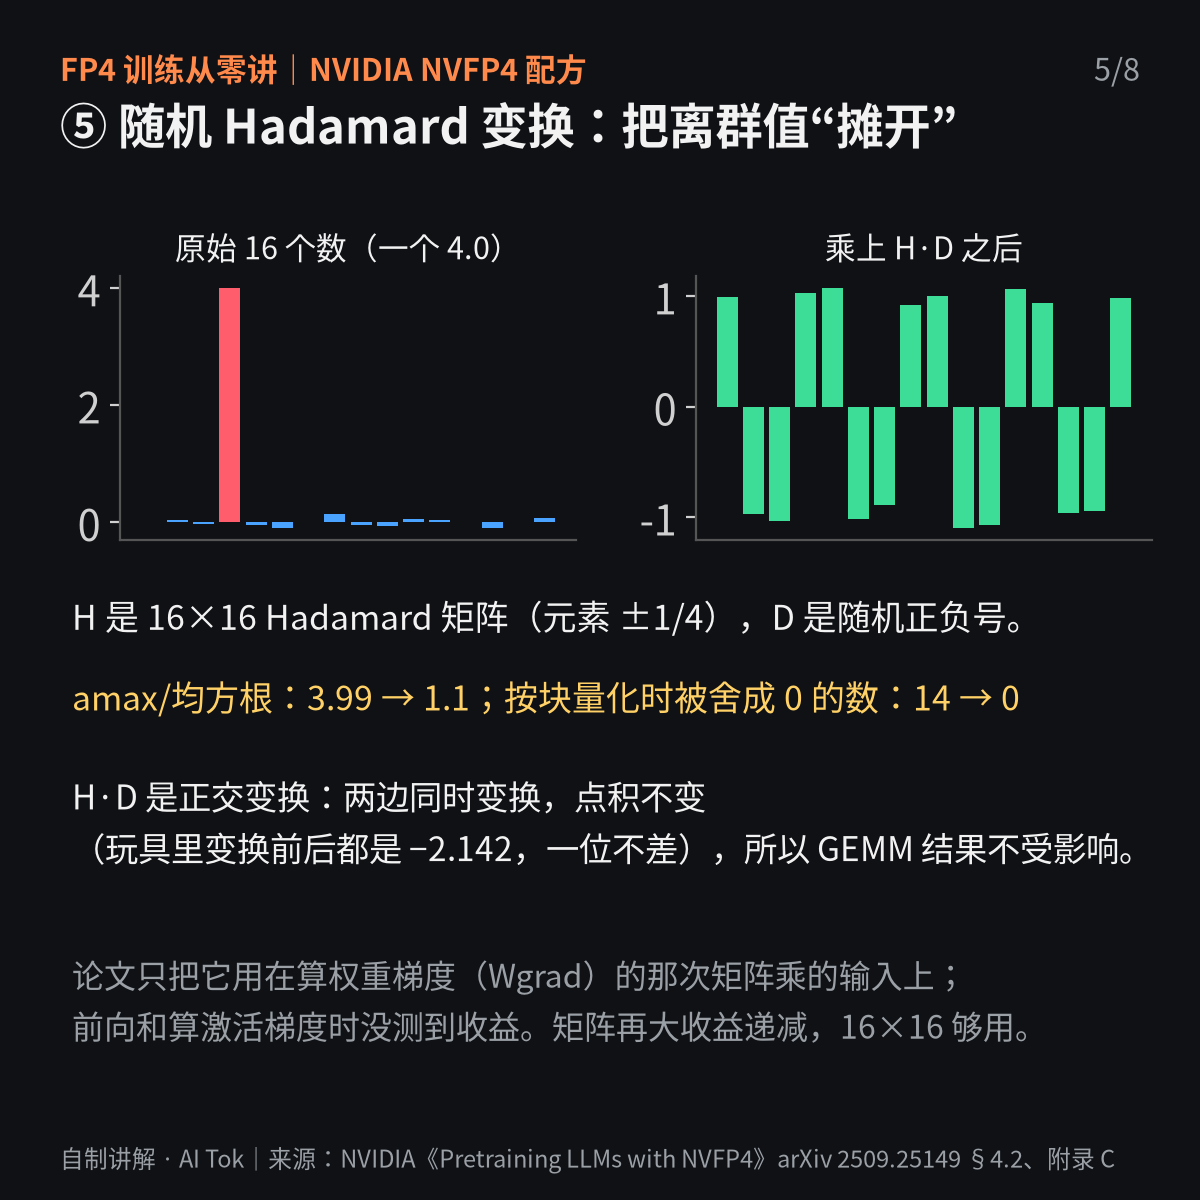 FP4 训练从零讲｜NVIDIA NVFP4 配方
5/8
⑤ 随机 Hadamard 变换：把离群值“摊开”
原始 16 个数（一个 4.0）
4
2
0
乘上 H·D 之后
1
0
-1
H 是 16×16 Hadamard 矩阵（元素 ±1/4），D 是随机正负号。
amax/均方根：3.99 → 1.1；按块量化时被舍成 0 的数：14 → 0
H·D 是正交变换：两边同时变换，点积不变
（玩具里变换前后都是 −2.142，一位不差），所以 GEMM 结果不受影响。
论文只把它用在算权重梯度（Wgrad）的那次矩阵乘的输入上；
前向和算激活梯度时没测到收益。矩阵再大收益递减，16×16 够用。
自制讲解 · AI Tok｜来源：NVIDIA《Pretraining LLMs with NVFP4》arXiv 2509.25149 §4.2、附录 C